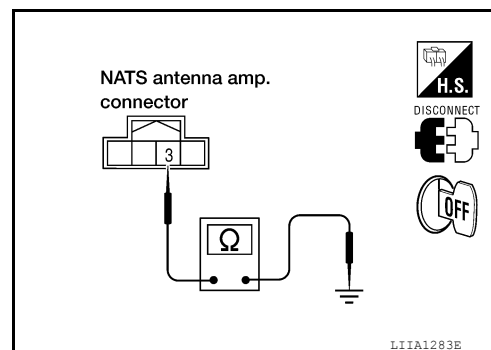 NATS antenna amp.
connector
3
Ω
H.S.
DISCONNECT
OFF
LIIA1283E